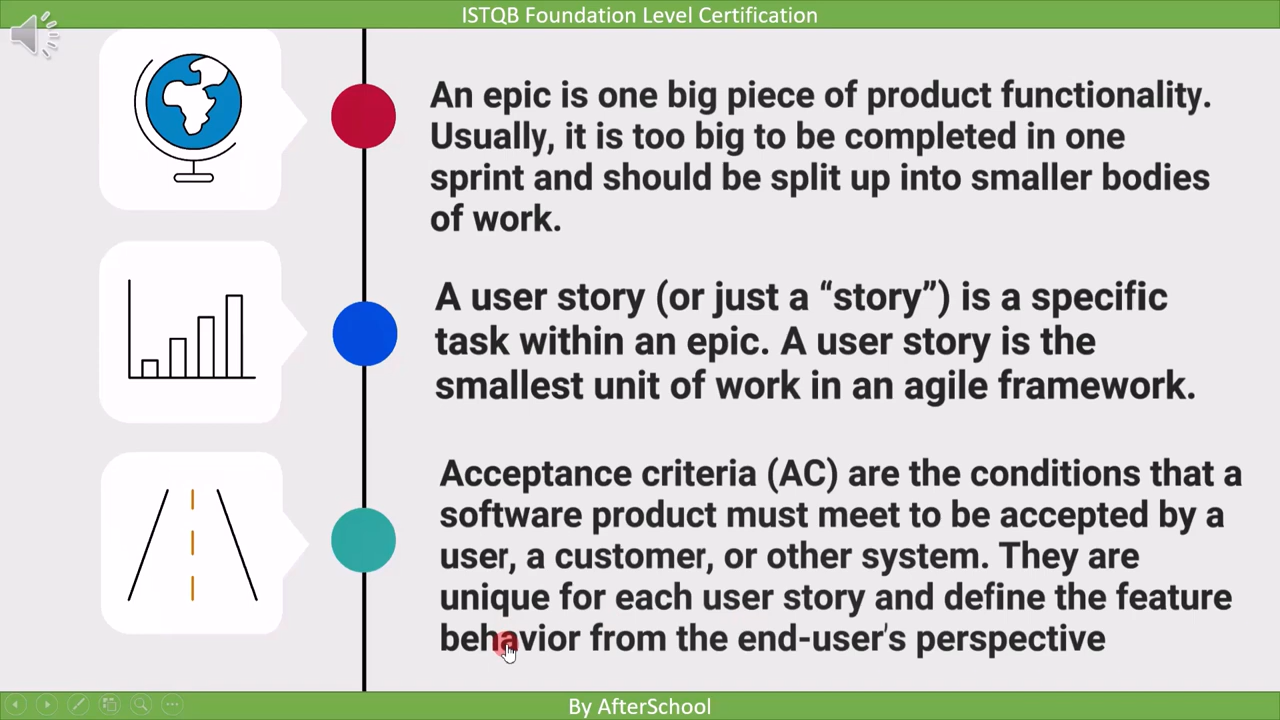 ISTQB Foundation Level Certification
An epic is one big piece of product functionality.
Usually, it is too big to be completed in one
sprint and should be split up into smaller bodies
of work.
A user story (or just a “story”) is a specific
task within an epic. A user story is the
smallest unit of work in an agile framework.
Acceptance criteria (AC) are the conditions that a
software product must meet to be accepted by a
user, a customer, or other system. They are
unique for each user story and define the feature
behavior from the end-user's perspective
By AfterSchool